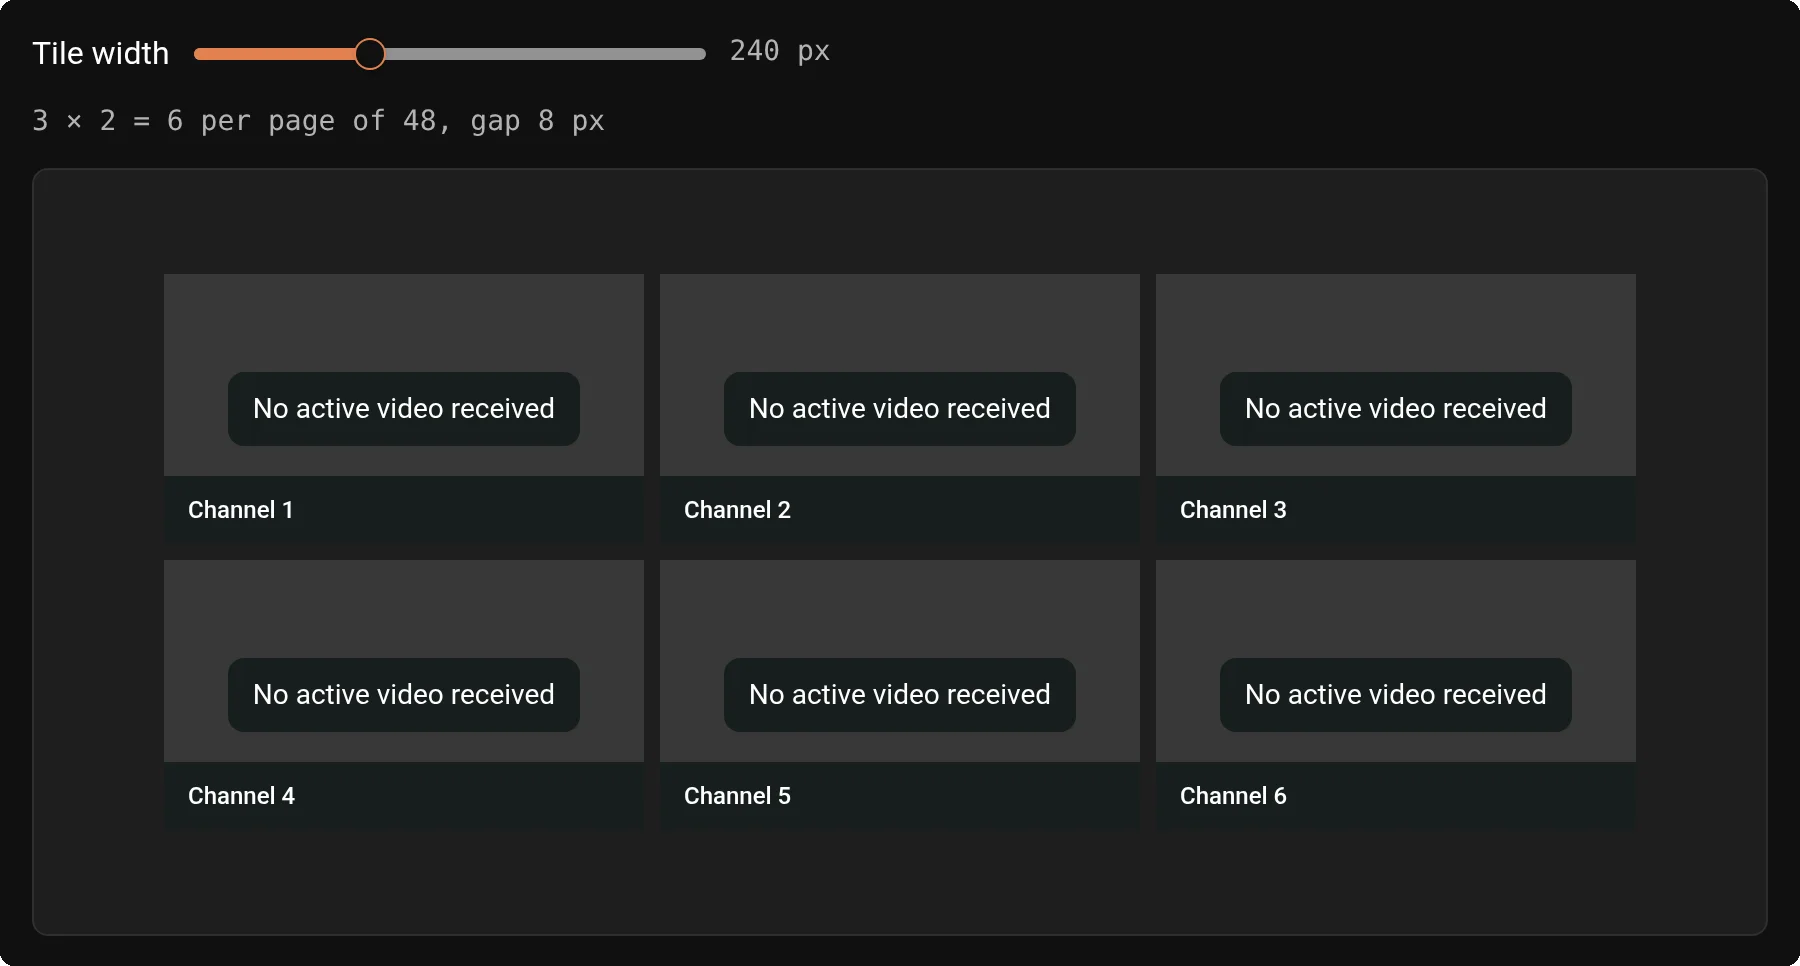 Tile width 240 px
3 × 2 = 6 per page of 48, gap 8 px
No active video received No active video received No active video received
Channel 1 Channel 2 Channel 3
No active video received No active video received No active video received
Channel 4 Channel 5 Channel 6